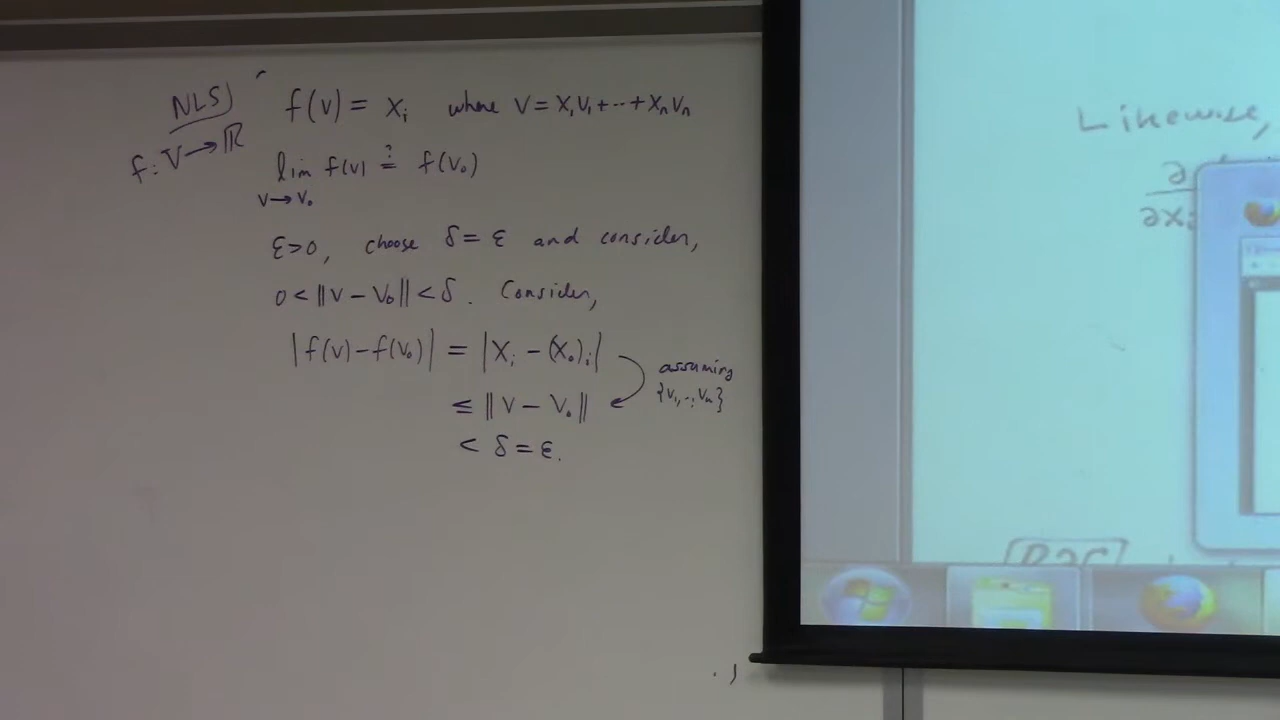 NLS)
f: V → ℝ
f(v) = xᵢ where v = x₁v₁ + ⋯ + xₙvₙ
lim f(v) ≟ f(v₀)
v → v₀
ε > 0, choose δ = ε and consider,
0 < ‖v − v₀‖ < δ. Consider,
|f(v) − f(v₀)| = |xᵢ − (x₀)ᵢ|
assuming
{v₁, .., vₙ}
≤ ‖v − v₀‖
< δ = ε.
Likewise,
∂
∂xᵢ